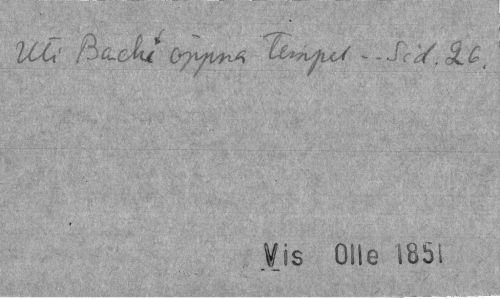 Uti Bachi öppna tempel -- Sid. 26.
Vis Olle 1851